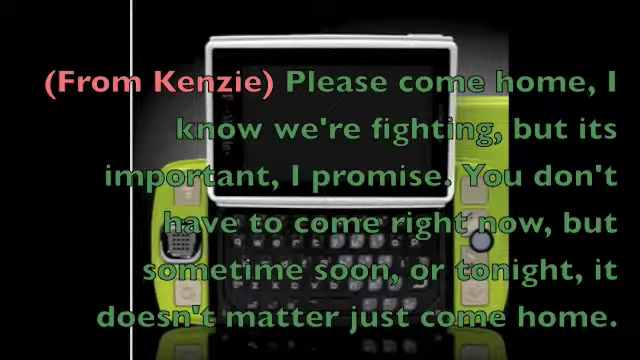 (From Kenzie) Please come home, I
know we're fighting, but its
important, I promise. You don't
have to come right now, but
sometime soon, or tonight, it
doesn't matter just come home.